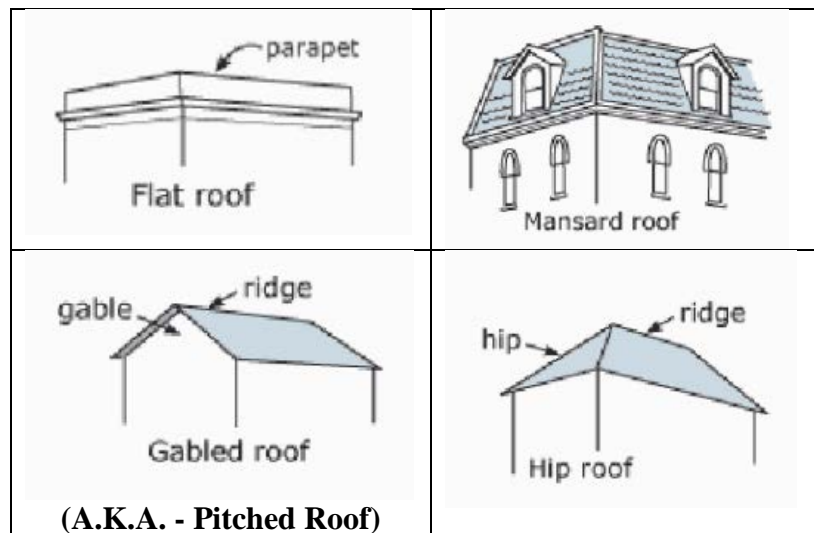 parapet
Flat roof
Mansard roof
gable
ridge
Gabled roof
(A.K.A. - Pitched Roof)
hip
ridge
Hip roof